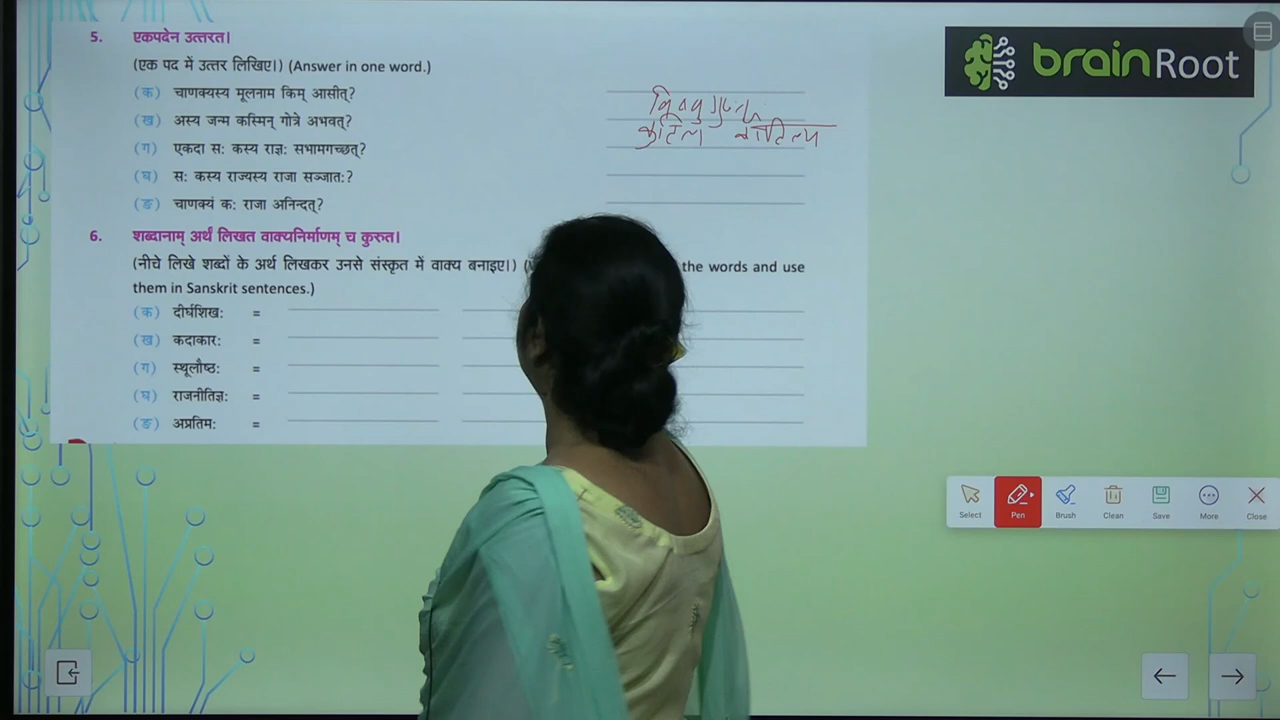 5. एकपदेन उत्तरत।
(एक पद में उत्तर लिखिए।) (Answer in one word.)
(क) चाणक्यस्य मूलनाम किम् आसीत्?
(ख) अस्य जन्म कस्मिन् गोत्रे अभवत्?
कुटिल
(ग) एकदा स: कस्य राज्ञ: सभामगच्छत्?
(घ) स: कस्य राज्यस्य राजा सञ्जात:?
(ङ) चाणक्यं क: राजा अनिन्दत्?
6. शब्दानाम् अर्थं लिखत वाक्यनिर्माणम् च कुरुत।
(नीचे लिखे शब्दों के अर्थ लिखकर उनसे संस्कृत में वाक्य बनाइए।) ( the words and use
them in Sanskrit sentences.)
(क) दीर्घशिख: =
(ख) कदाकार: =
(ग) स्थूलौष्ठ: =
(घ) राजनीतिज्ञ: =
(ङ) अप्रतिम: =
brainRoot
Select Pen Brush Clean Save More Close